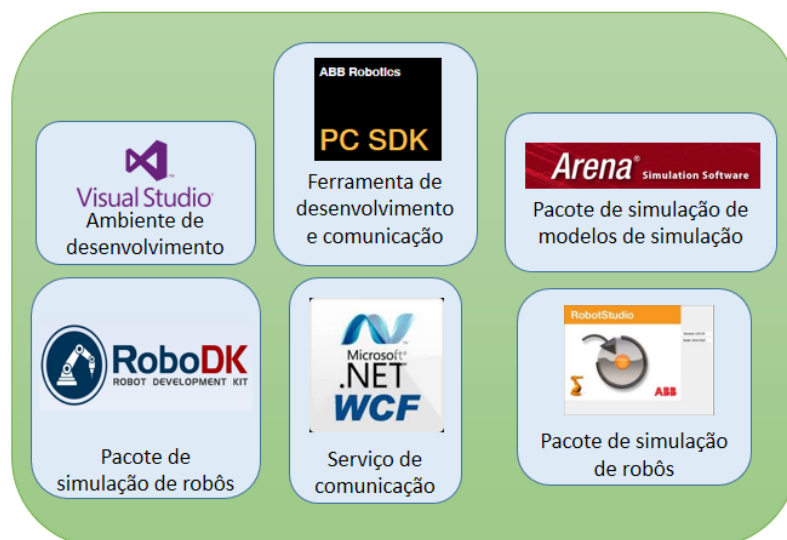 Visual Studio
Ambiente de
desenvolvimento
ABB Robotics
PC SDK
Ferramenta de
desenvolvimento
e comunicação
Arena® Simulation Software
Pacote de simulação de
modelos de simulação
RoboDK
ROBOT DEVELOPMENT KIT
Pacote de
simulação de robôs
Microsoft®
.NET
WCF
Serviço de
comunicação
RobotStudio
ABB
Pacote de simulação
de robôs